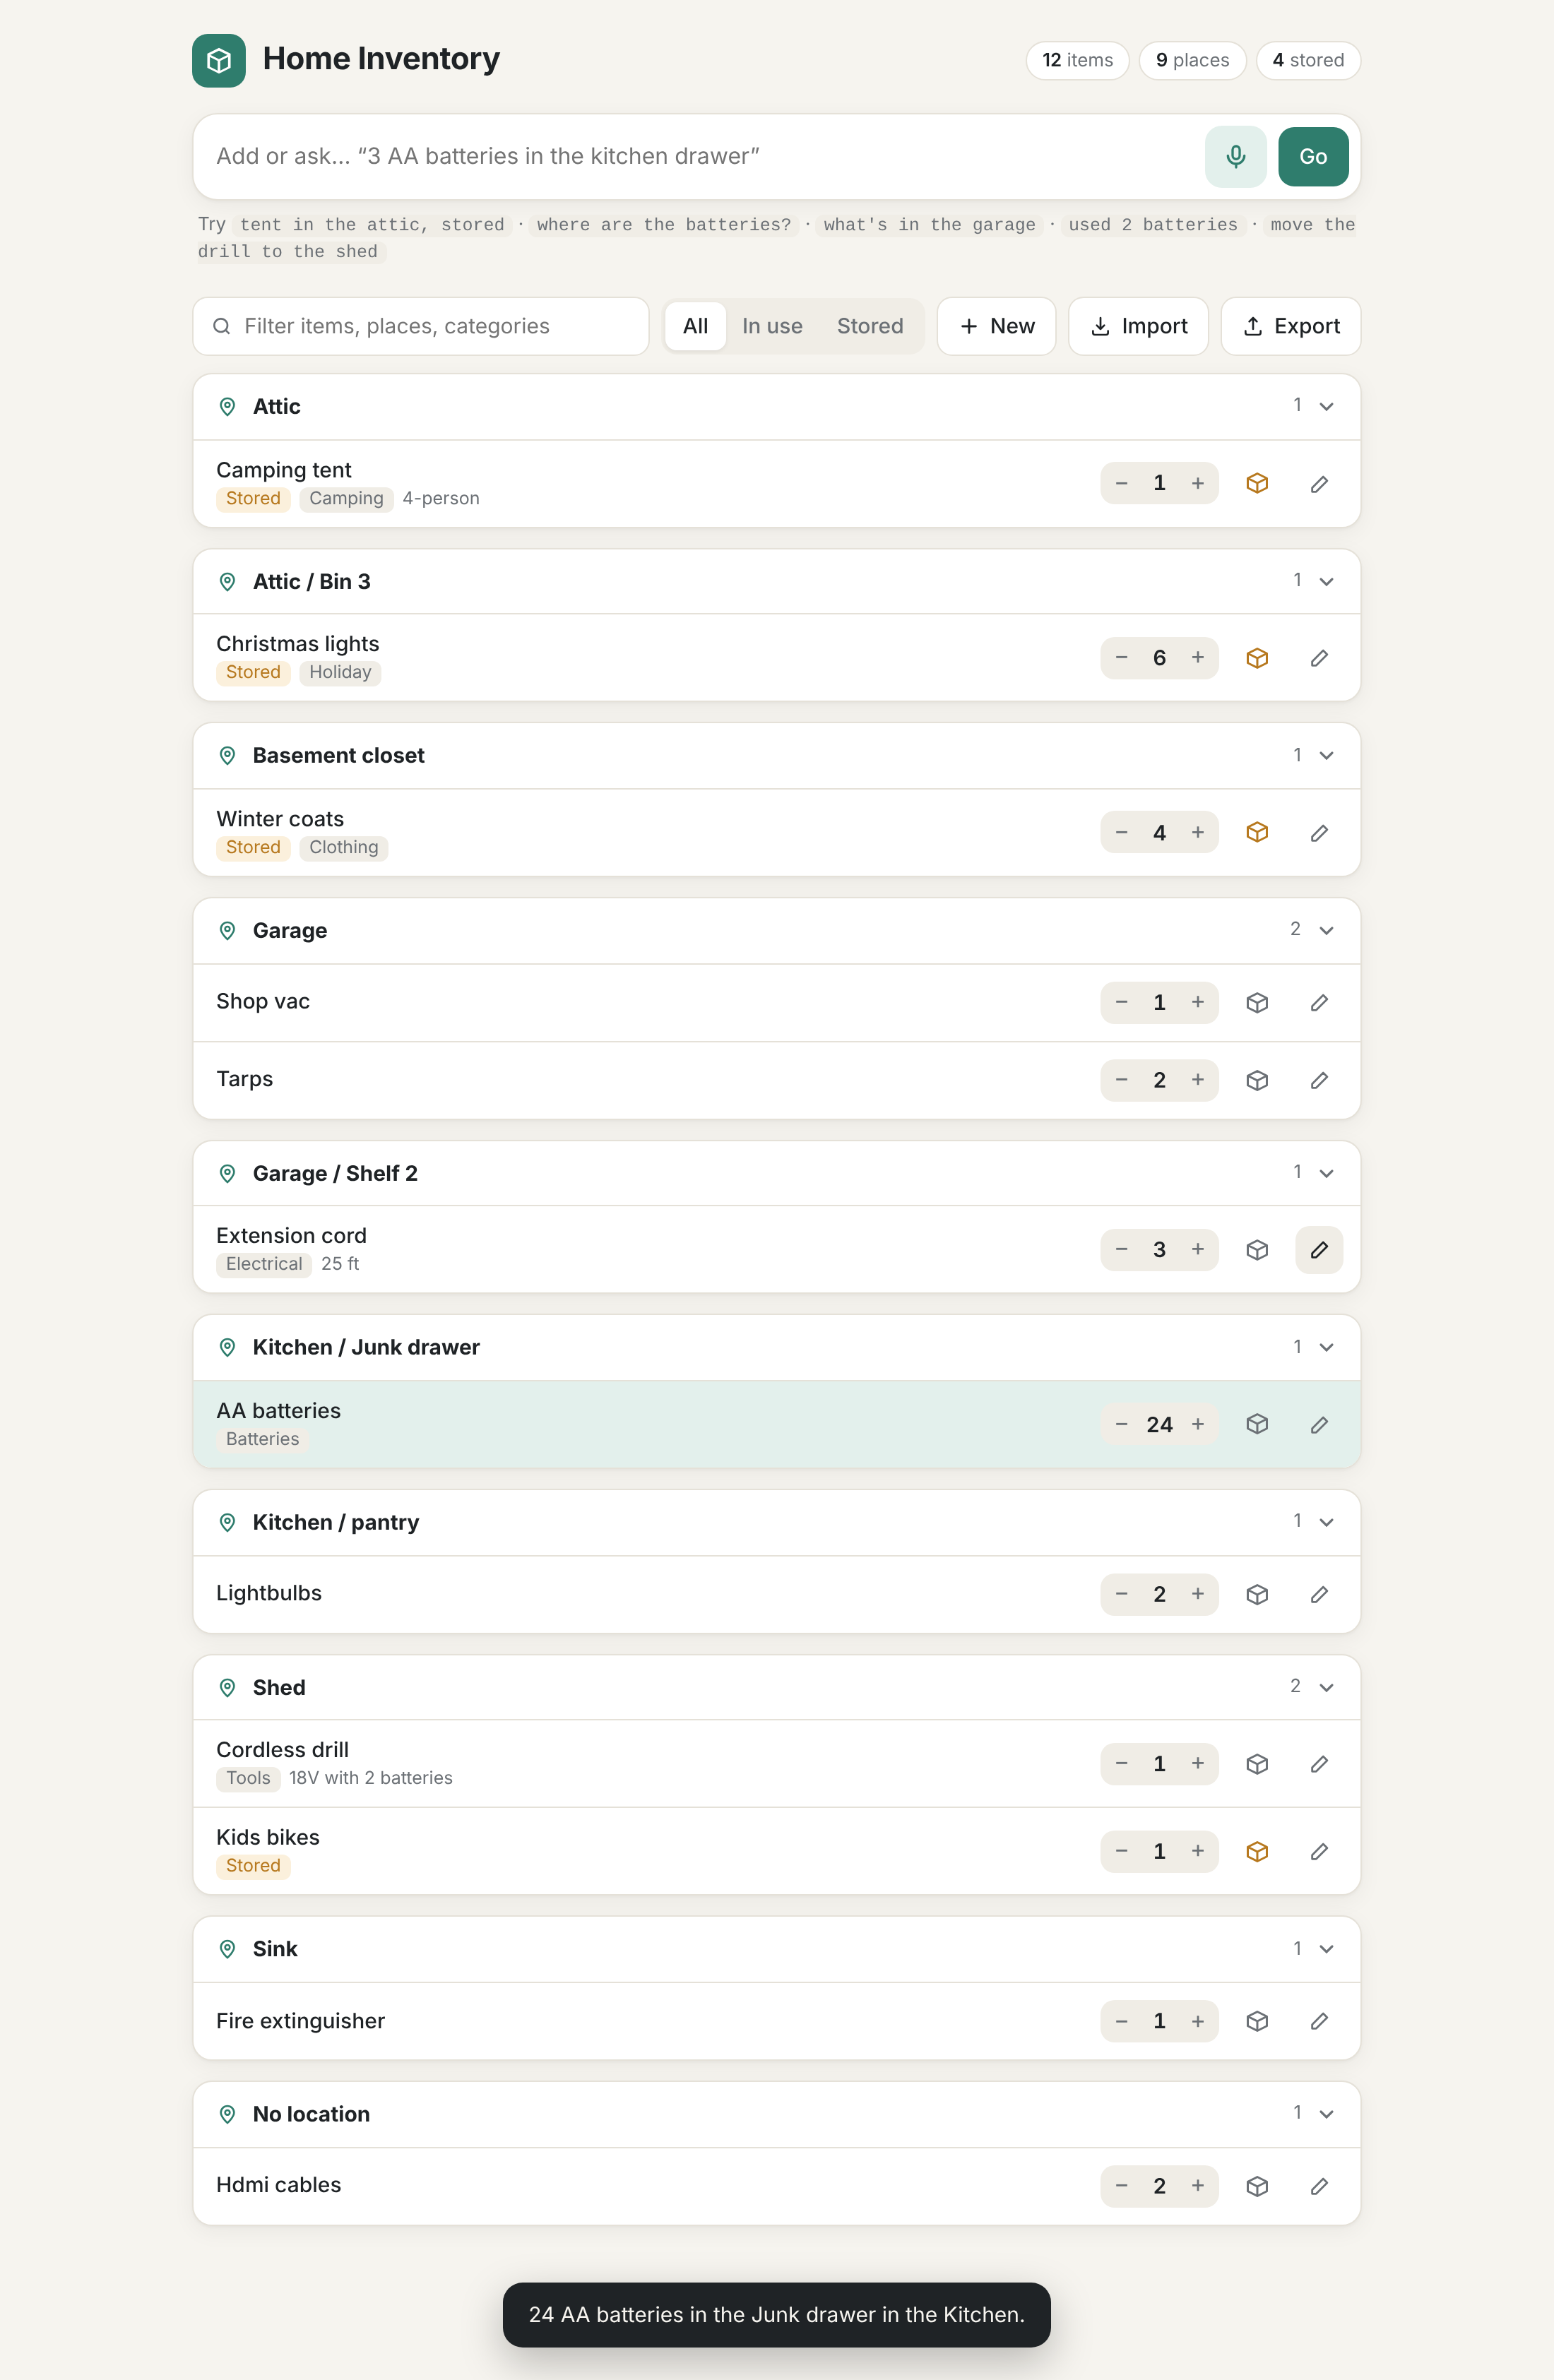 Home Inventory
12 items 9 places 4 stored
Add or ask... “3 AA batteries in the kitchen drawer”
Go
Try tent in the attic, stored · where are the batteries? · what's in the garage · used 2 batteries · move the
drill to the shed
Filter items, places, categories
All In use Stored
+ New
Import
Export
Attic 1
Camping tent
Stored Camping 4-person
− 1 +
Attic / Bin 3 1
Christmas lights
Stored Holiday
− 6 +
Basement closet 1
Winter coats
Stored Clothing
− 4 +
Garage 2
Shop vac
− 1 +
Tarps
− 2 +
Garage / Shelf 2 1
Extension cord
Electrical 25 ft
− 3 +
Kitchen / Junk drawer 1
AA batteries
Batteries
− 24 +
Kitchen / pantry 1
Lightbulbs
− 2 +
Shed 2
Cordless drill
Tools 18V with 2 batteries
− 1 +
Kids bikes
Stored
− 1 +
Sink 1
Fire extinguisher
− 1 +
No location 1
Hdmi cables
− 2 +
24 AA batteries in the Junk drawer in the Kitchen.